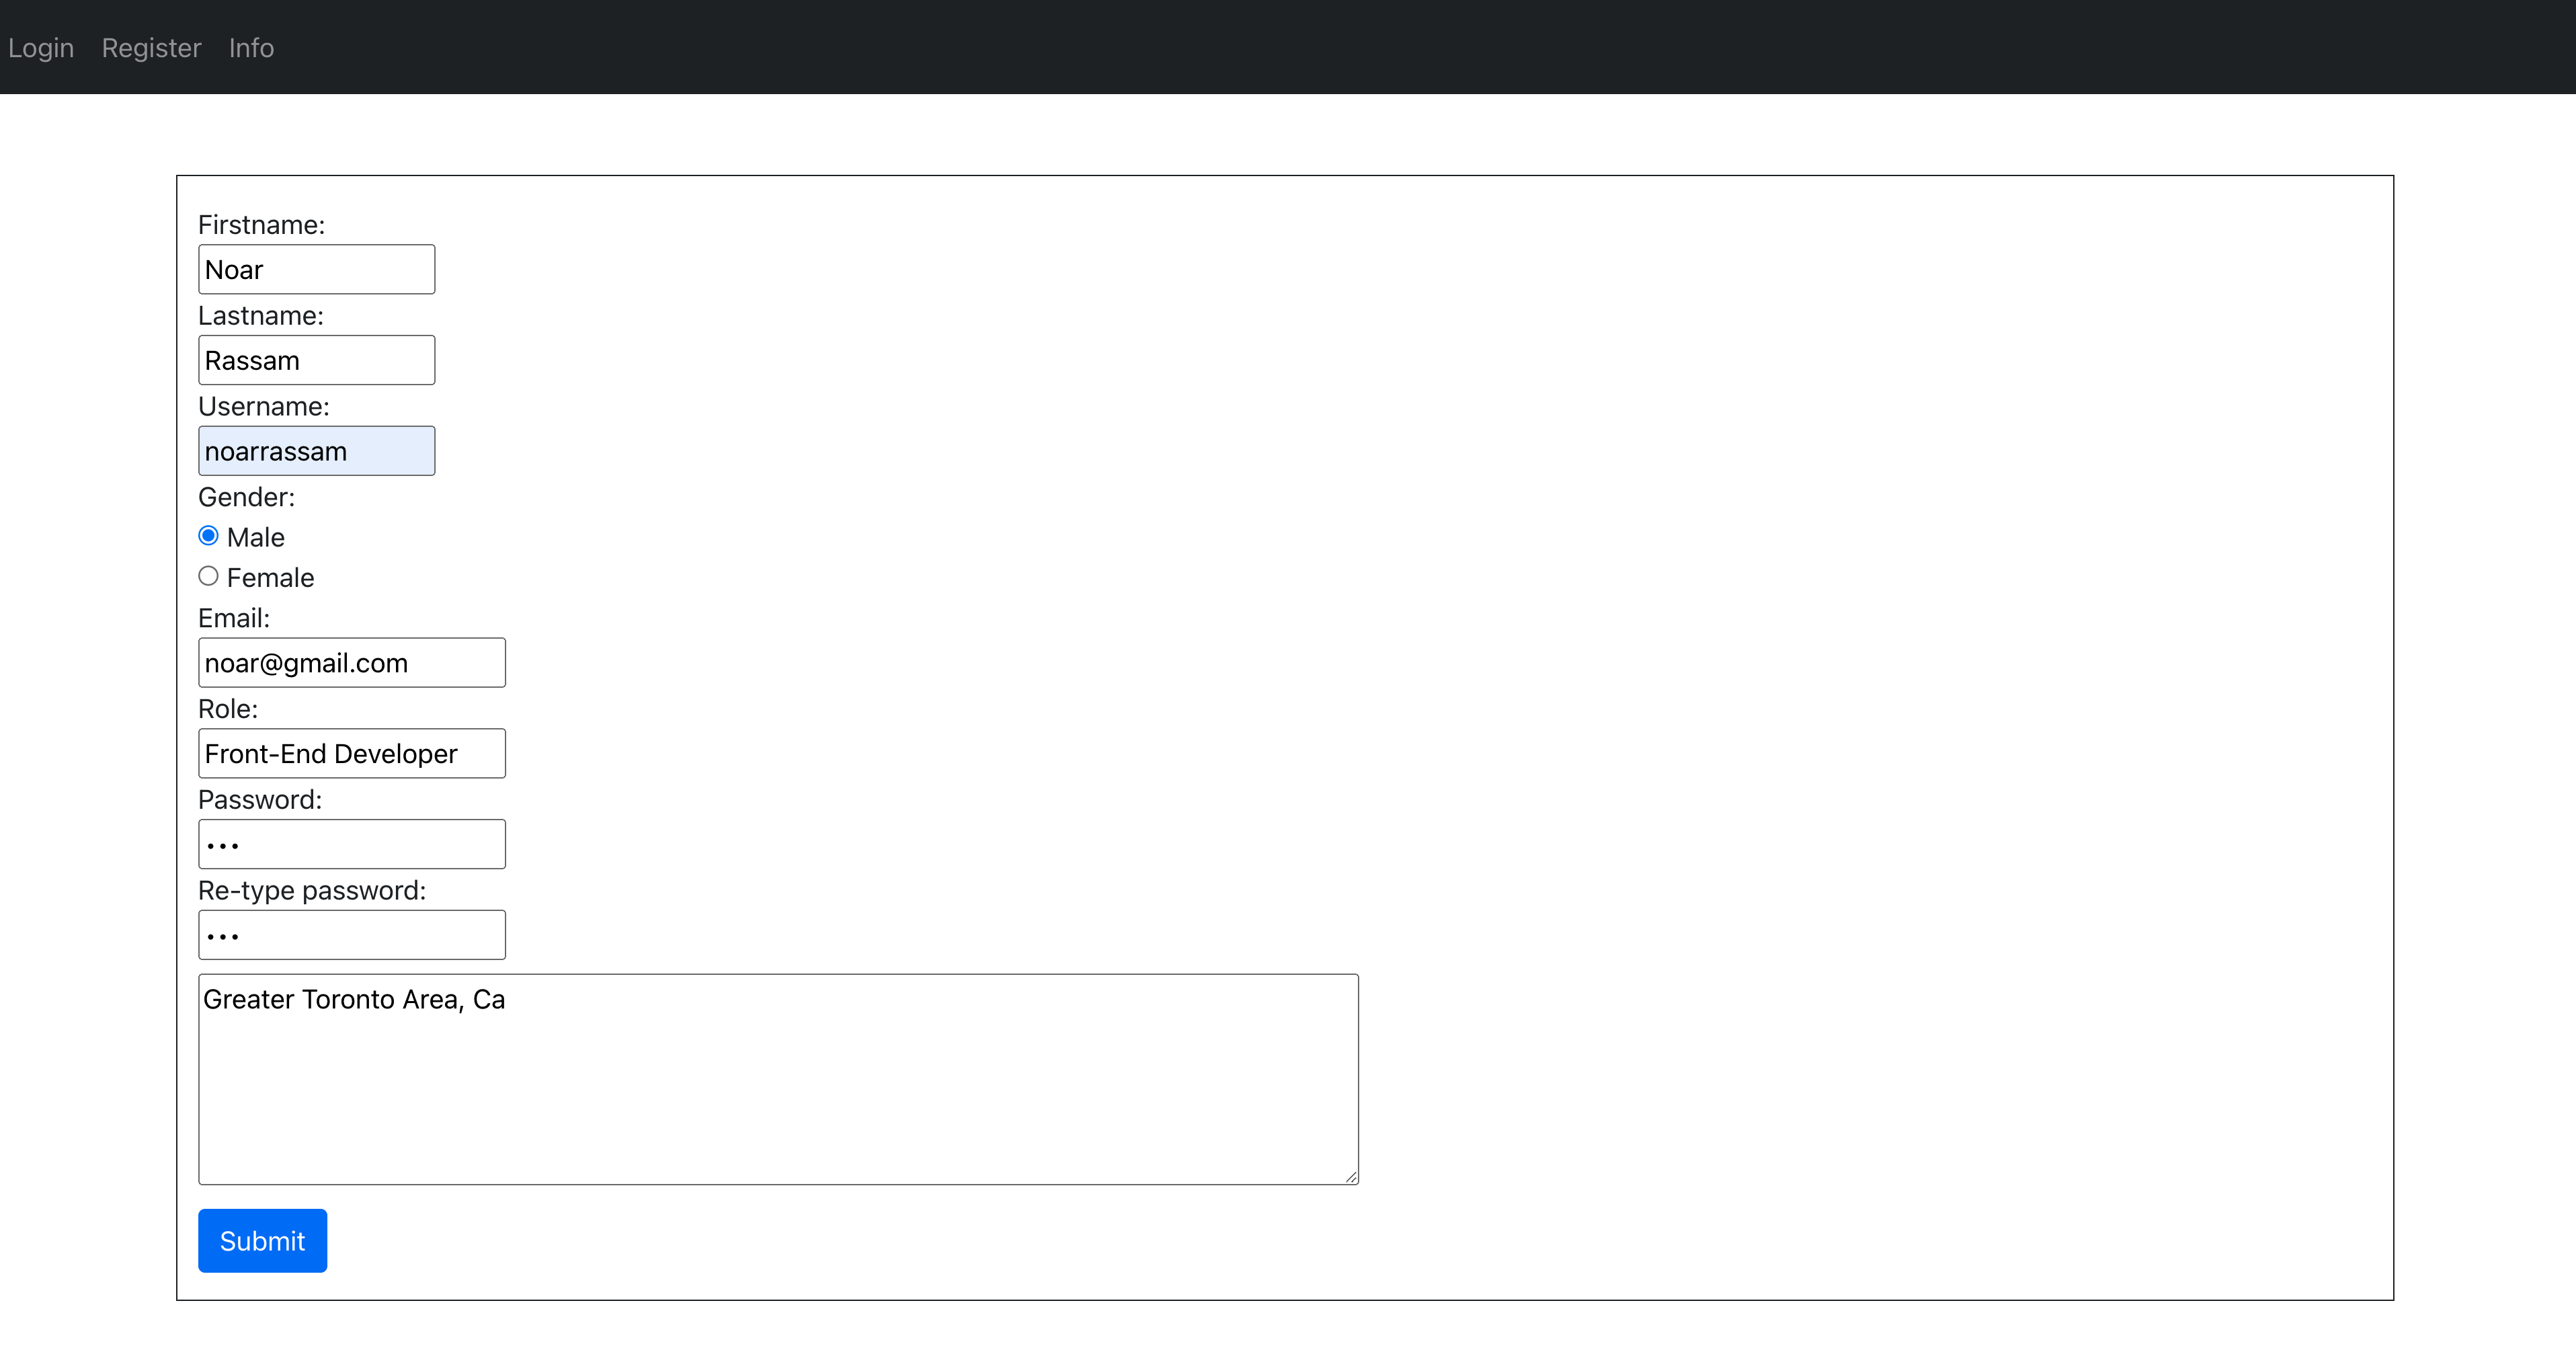 Login Register Info
Firstname:
Noar
Lastname:
Rassam
Username:
noarrassam
Gender:
Male
Female
Email:
noar@gmail.com
Role:
Front-End Developer
Password:
•••
Re-type password:
•••
Greater Toronto Area, Ca
Submit